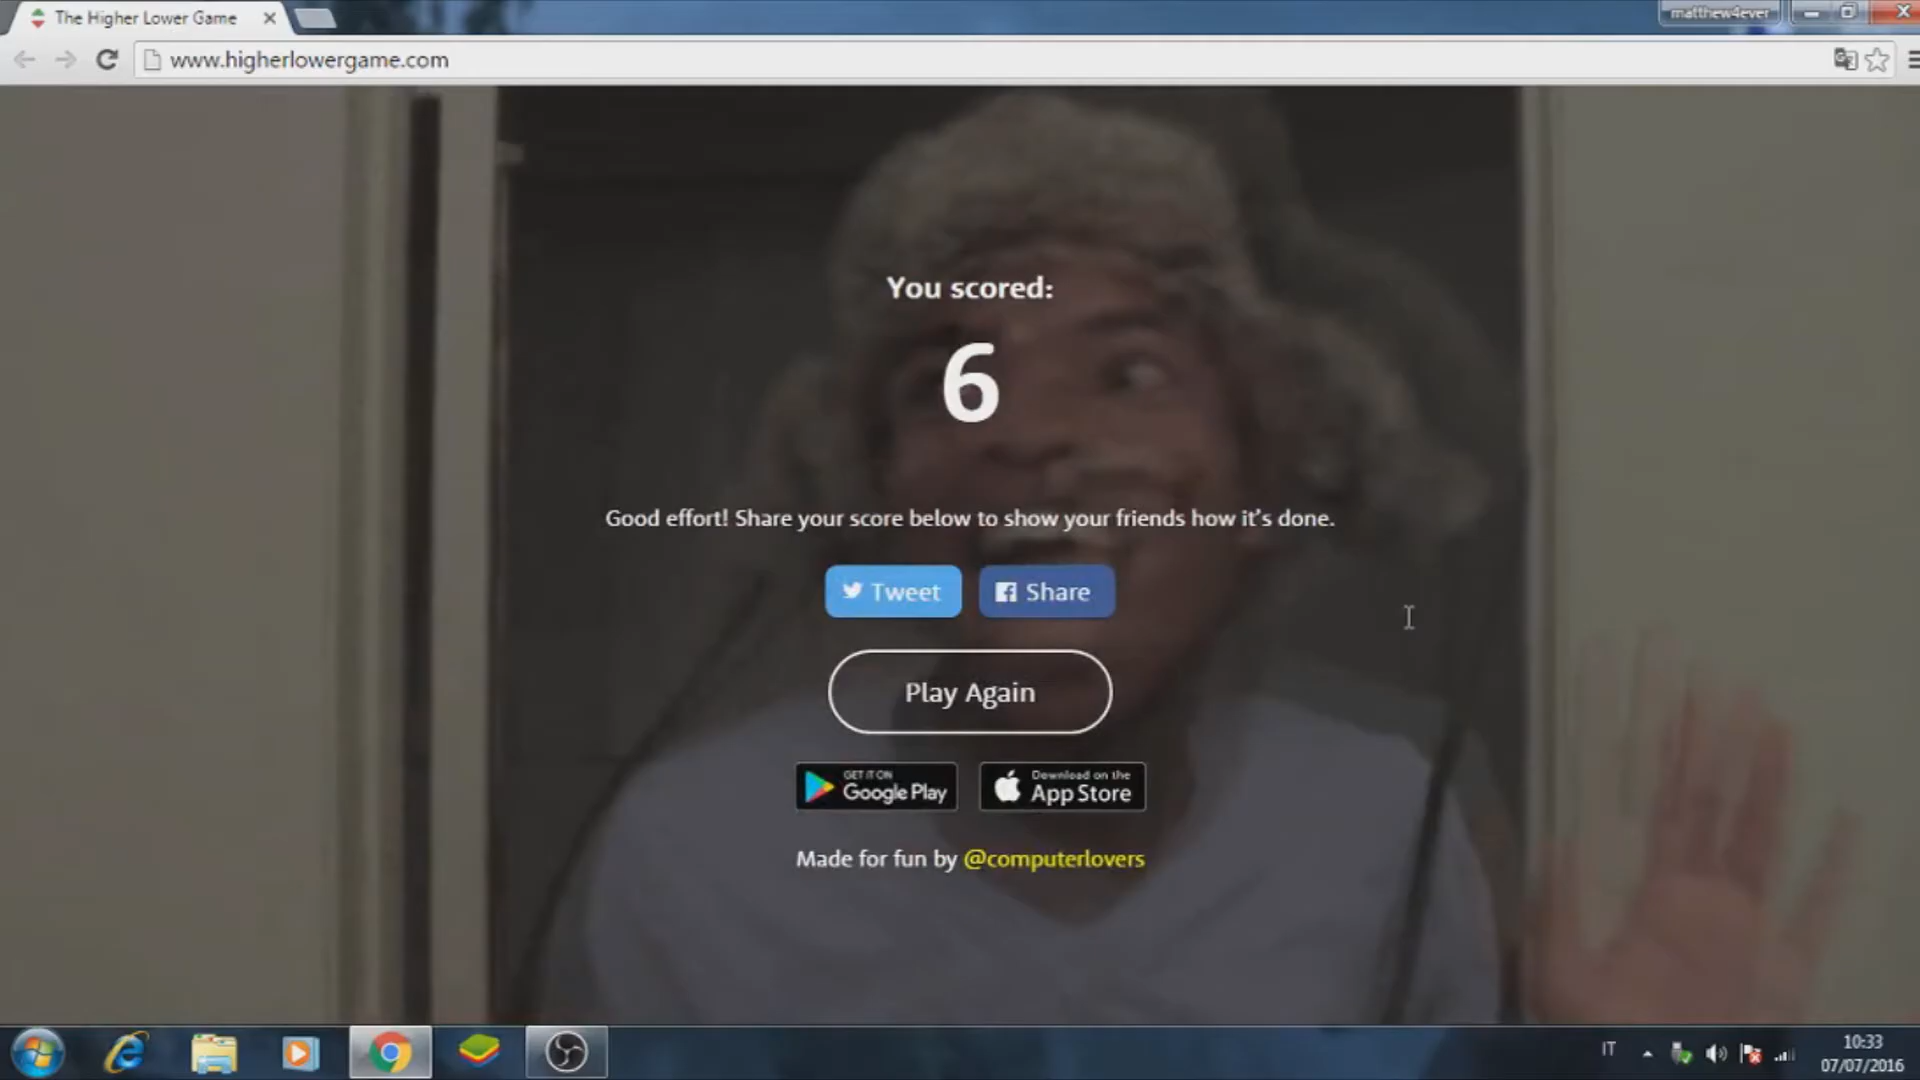 The Higher Lower Game
matthew4ever
www.higherlowergame.com
You scored:
6
Good effort! Share your score below to show your friends how it's done.
Tweet
Share
Play Again
GET IT ON
Google Play
Download on the
App Store
Made for fun by @computerlovers
IT
10:33
07/07/2016